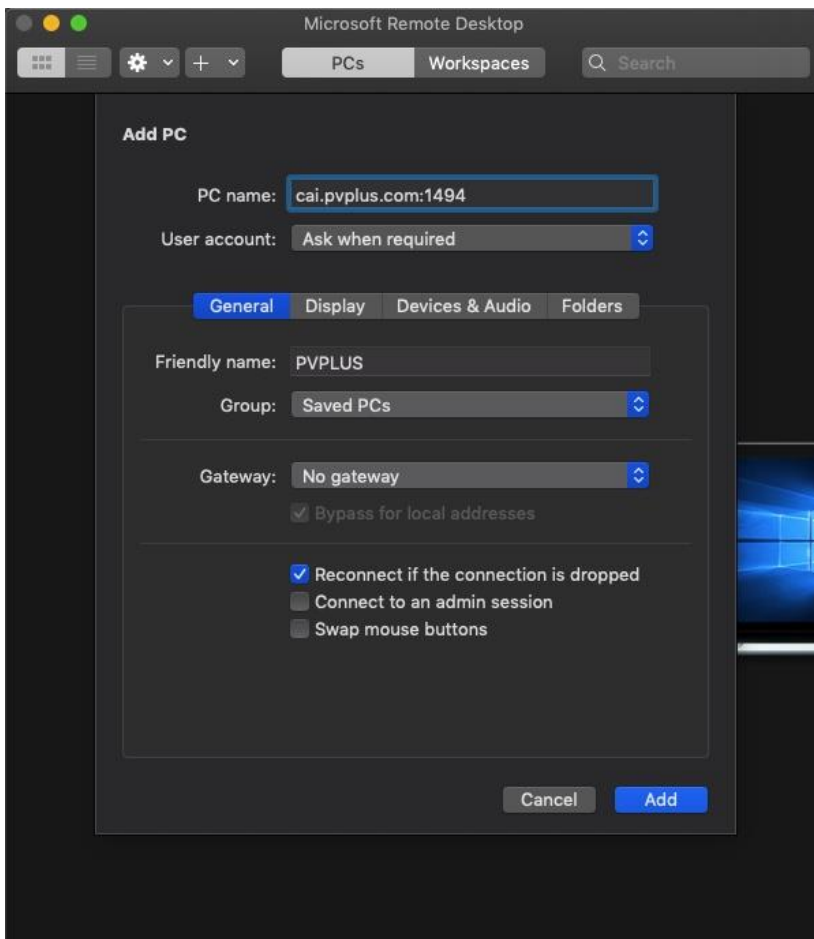 Microsoft Remote Desktop
PCs Workspaces Search
Add PC
PC name: cai.pvplus.com:1494
User account: Ask when required
General Display Devices & Audio Folders
Friendly name: PVPLUS
Group: Saved PCs
Gateway: No gateway
Bypass for local addresses
Reconnect if the connection is dropped
Connect to an admin session
Swap mouse buttons
Cancel Add